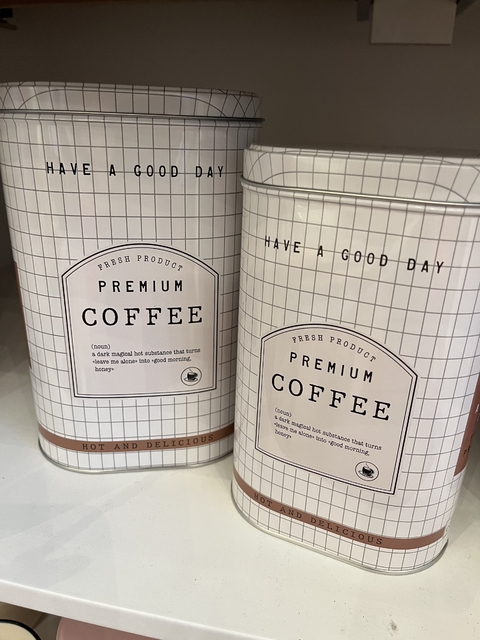 HAVE A GOOD DAY
FRESH PRODUCT
PREMIUM
COFFEE
(noun)
a dark magical hot substance that turns
«leave me alone» into «good morning,
honey»
HOT AND DELICIOUS
HAVE A GOOD DAY
FRESH PRODUCT
PREMIUM
COFFEE
(noun)
a dark magical hot substance that turns
«leave me alone» into «good morning,
honey»
HOT AND DELICIOUS